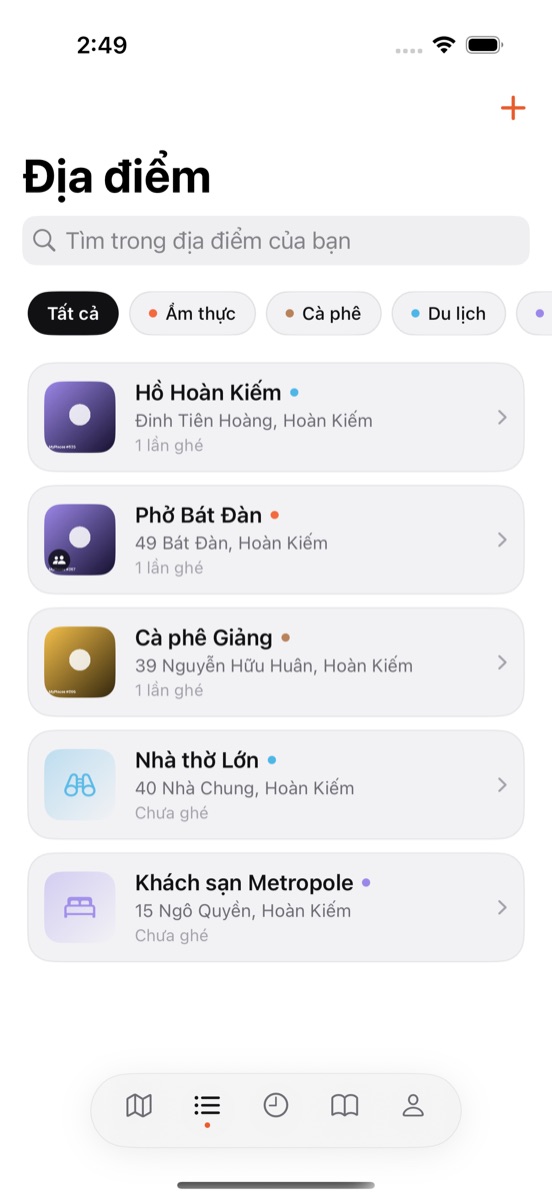 2:49
Địa điểm
Tìm trong địa điểm của bạn
Tất cả
Ẩm thực
Cà phê
Du lịch
Hồ Hoàn Kiếm
Đinh Tiên Hoàng, Hoàn Kiếm
1 lần ghé
Phở Bát Đàn
49 Bát Đàn, Hoàn Kiếm
1 lần ghé
Cà phê Giảng
39 Nguyễn Hữu Huân, Hoàn Kiếm
1 lần ghé
Nhà thờ Lớn
40 Nhà Chung, Hoàn Kiếm
Chưa ghé
Khách sạn Metropole
15 Ngô Quyền, Hoàn Kiếm
Chưa ghé